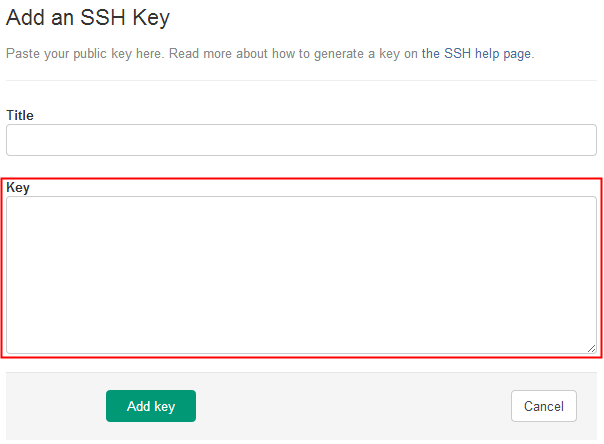 Add an SSH Key
Paste your public key here. Read more about how to generate a key on the SSH help page.
Title
Key
Add key
Cancel